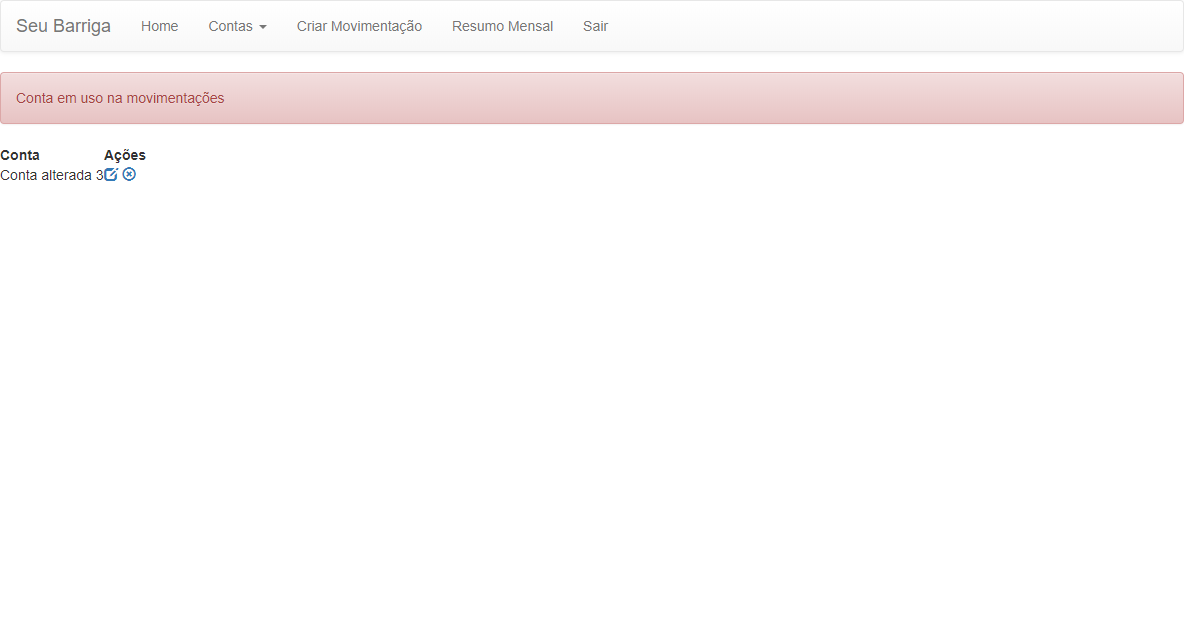 Seu Barriga Home Contas Criar Movimentação Resumo Mensal Sair
Conta em uso na movimentações
Conta Ações
Conta alterada 3